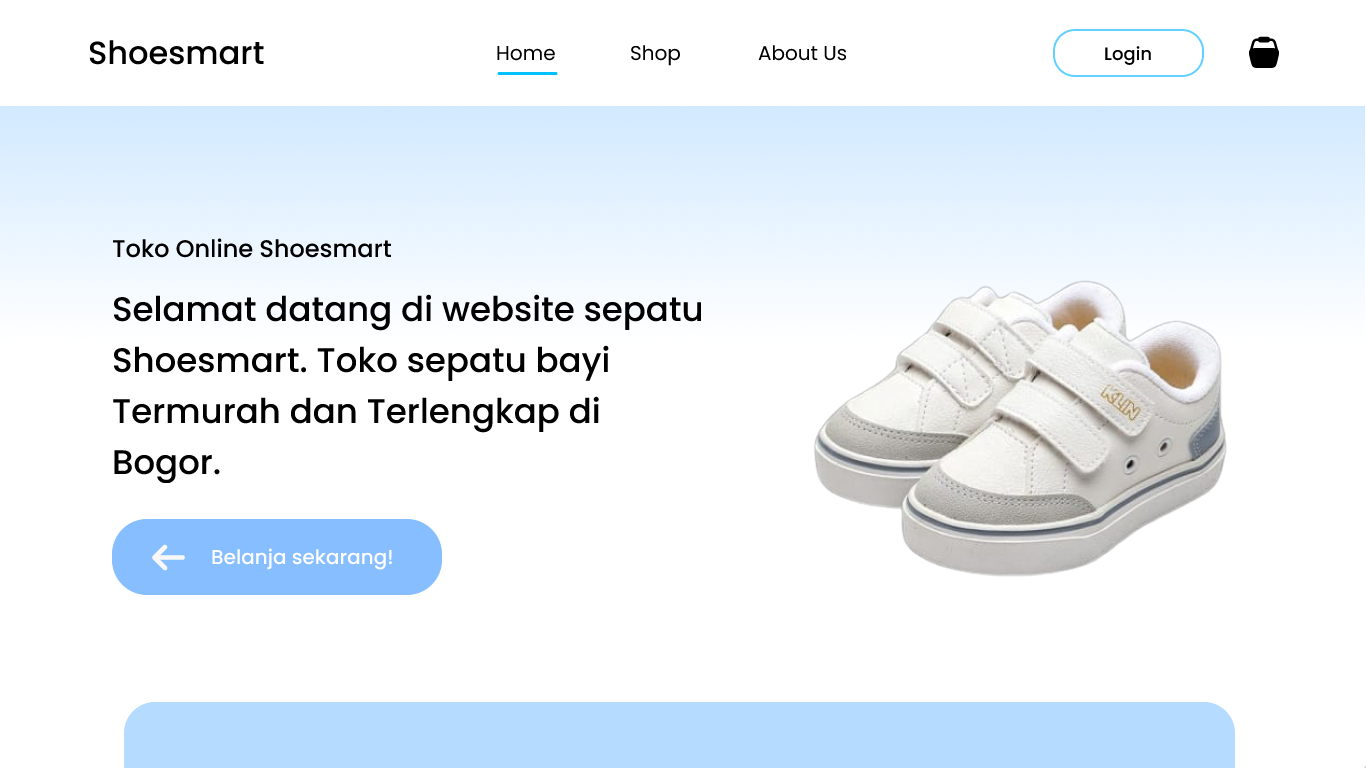 Shoesmart
Home
Shop
About Us
Login
Toko Online Shoesmart
Selamat datang di website sepatu
Shoesmart. Toko sepatu bayi
Termurah dan Terlengkap di
Bogor.
KLIN
Belanja sekarang!